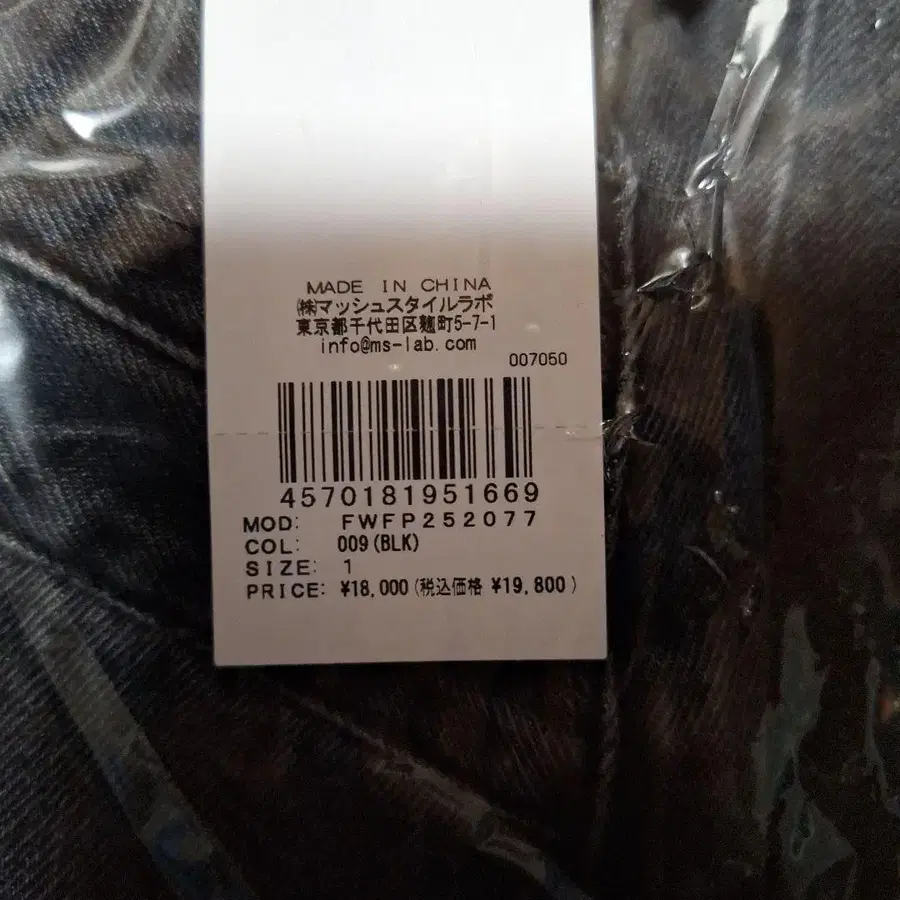 MADE IN CHINA
㈱マッシュスタイルラボ
東京都千代田区麹町5-7-1
info@ms-lab.com
007050
4570181951669
MOD: FWFP252077
COL: 009(BLK)
SIZE: 1
PRICE: ¥18,000(税込価格 ¥19,800)